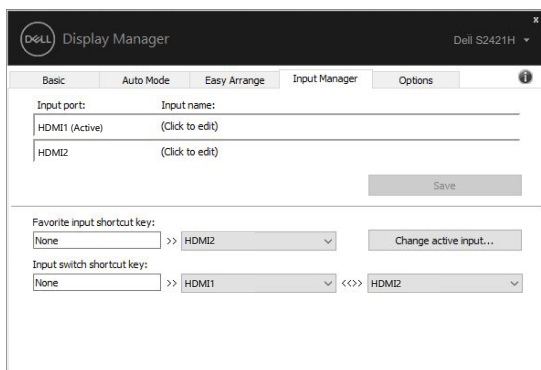 x
DELL Display Manager Dell S2421H
Basic Auto Mode Easy Arrange Input Manager Options i
Input port: Input name:
HDMI1 (Active) (Click to edit)
HDMI2 (Click to edit)
Save
Favorite input shortcut key:
None >> HDMI2 Change active input...
Input switch shortcut key:
None >> HDMI1 <<>> HDMI2